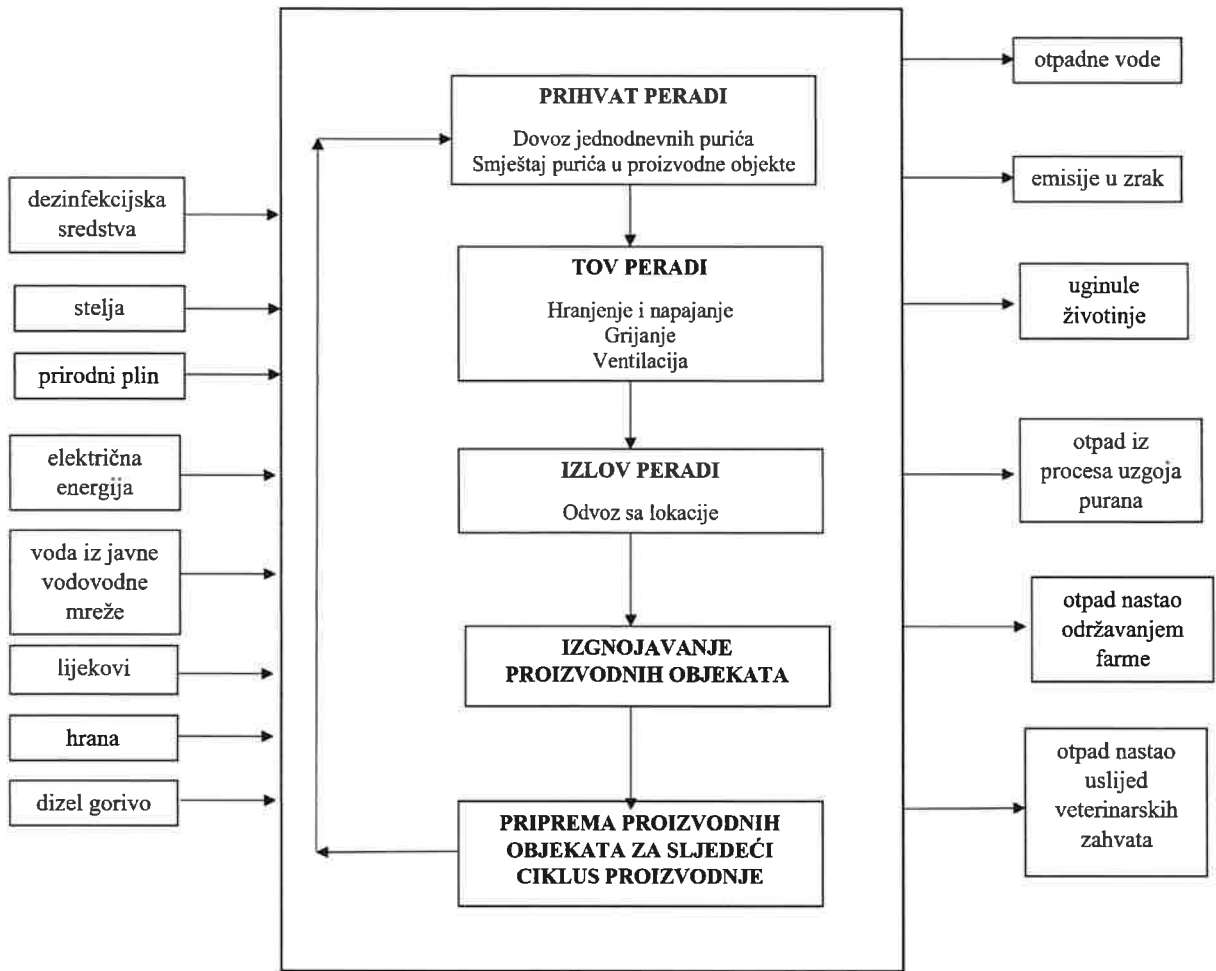 dezinfekcijska
sredstva
stelja
prirodni plin
električna
energija
voda iz javne
vodovodne
mreže
lijekovi
hrana
dizel gorivo
PRIHVAT PERADI
Dovoz jednodnevnih purića
Smještaj purića u proizvodne objekte
TOV PERADI
Hranjenje i napajanje
Grijanje
Ventilacija
IZLOV PERADI
Odvoz sa lokacije
IZGNOJAVANJE
PROIZVODNIH OBJEKATA
PRIPREMA PROIZVODNIH
OBJEKATA ZA SLJEDEĆI
CIKLUS PROIZVODNJE
otpadne vode
emisije u zrak
uginule
životinje
otpad iz
procesa uzgoja
purana
otpad nastao
održavanjem
farme
otpad nastao
uslijed
veterinarskih
zahvata